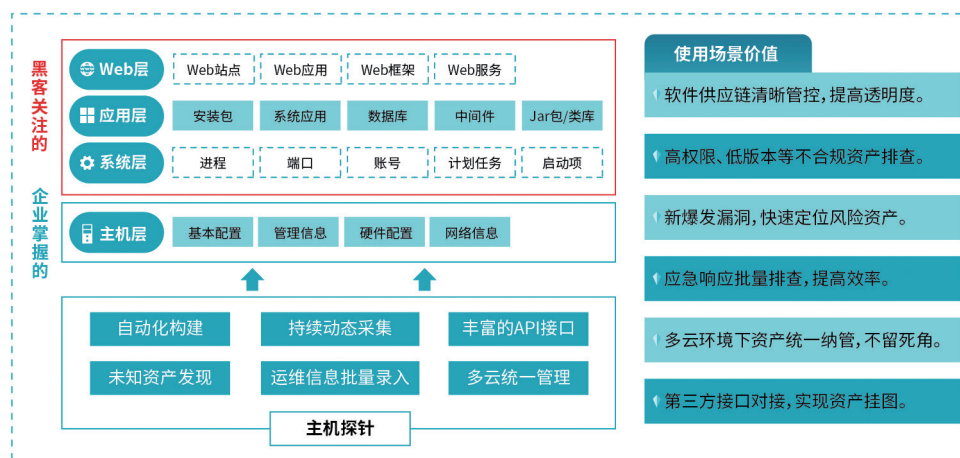 黑客关注的
Web层
Web站点
Web应用
Web框架
Web服务
应用层
安装包
系统应用
数据库
中间件
Jar包/类库
系统层
进程
端口
账号
计划任务
启动项
企业掌握的
主机层
基本配置
管理信息
硬件配置
网络信息
自动化构建
持续动态采集
丰富的API接口
未知资产发现
运维信息批量录入
多云统一管理
主机探针
使用场景价值
软件供应链清晰管控，提高透明度。
高权限、低版本等不合规资产排查。
新爆发漏洞，快速定位风险资产。
应急响应批量排查，提高效率。
多云环境下资产统一纳管，不留死角。
第三方接口对接，实现资产挂图。